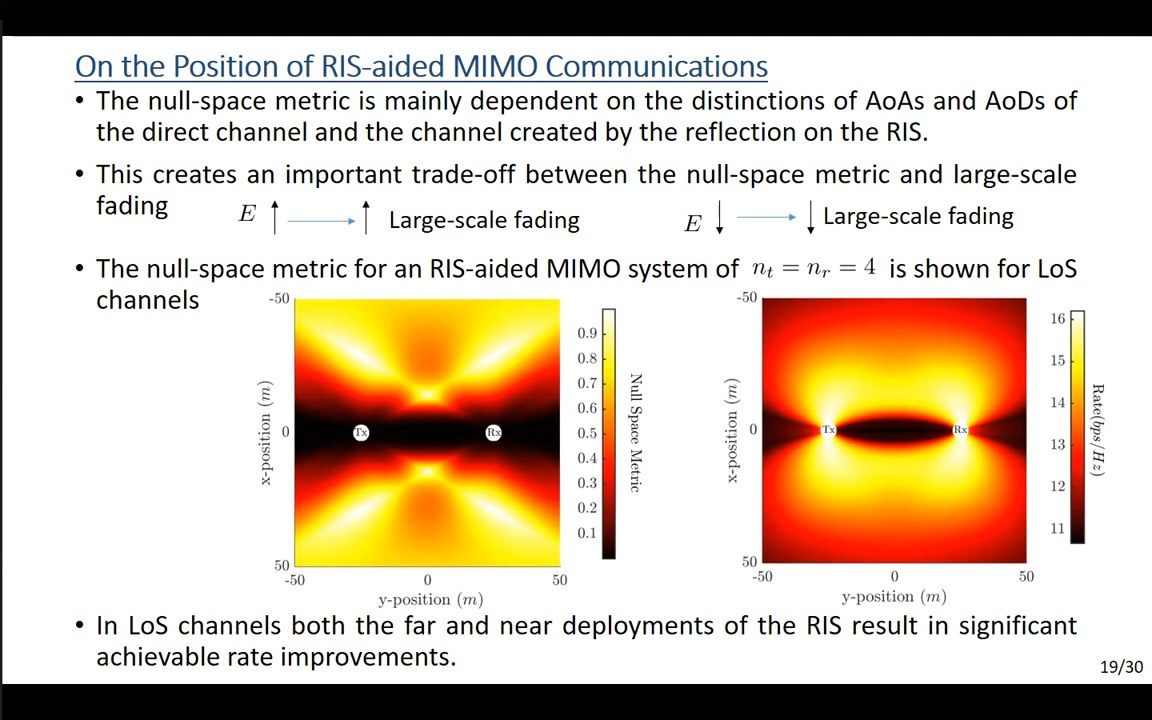 On the Position of RIS-aided MIMO Communications
• The null-space metric is mainly dependent on the distinctions of AoAs and AoDs of
the direct channel and the channel created by the reflection on the RIS.
• This creates an important trade-off between the null-space metric and large-scale
fading
E ↑ → ↑ Large-scale fading
E ↓ → ↓ Large-scale fading
• The null-space metric for an RIS-aided MIMO system of n_t = n_r = 4 is shown for LoS
channels
-50
0
50
x-position (m)
Tx
Rx
-50
0
50
y-position (m)
0.9
0.8
0.7
0.6
0.5
0.4
0.3
0.2
0.1
Null Space Metric
-50
0
50
x-position (m)
Tx
Rx
-50
0
50
y-position (m)
16
15
14
13
12
11
Rate(bps/Hz)
• In LoS channels both the far and near deployments of the RIS result in significant
achievable rate improvements.
19/30